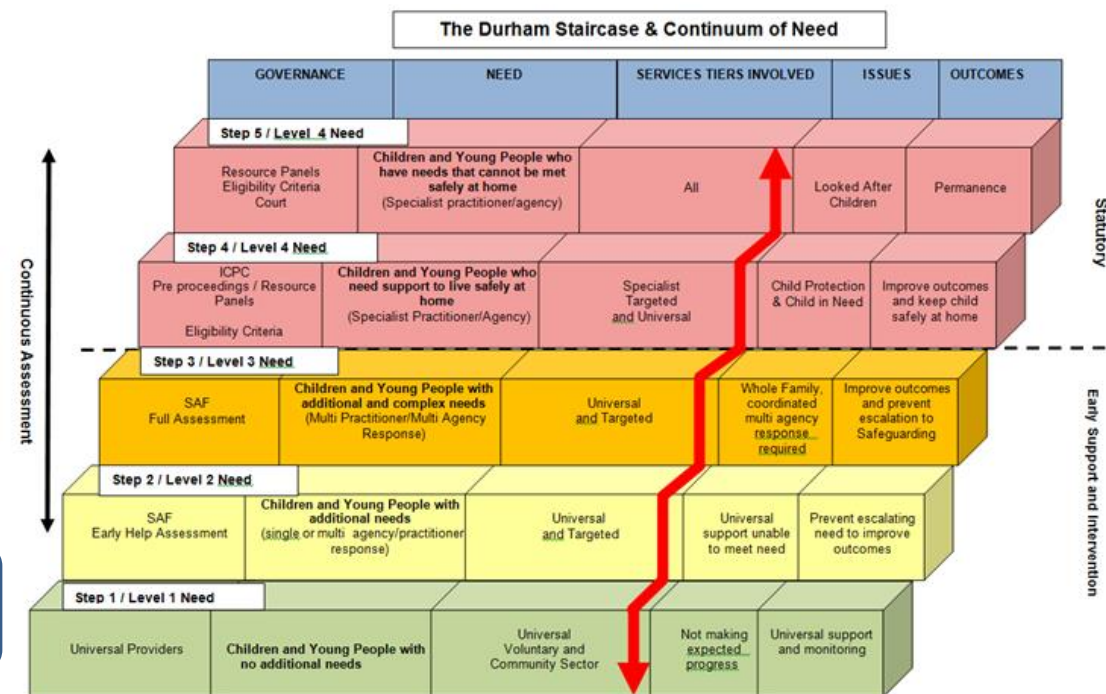 The Durham Staircase & Continuum of Need
GOVERNANCE
NEED
SERVICES TIERS INVOLVED
ISSUES
OUTCOMES
Step 5 / Level 4 Need
Resource Panels
Eligibility Criteria
Court
Children and Young People who
have needs that cannot be met
safely at home
(Specialist practitioner/agency)
All
Looked After
Children
Permanence
Step 4 / Level 4 Need
ICPC
Pre proceedings / Resource
Panels
Eligibility Criteria
Children and Young People who
need support to live safely at
home
(Specialist Practitioner/Agency)
Specialist
Targeted
and Universal
Child Protection
& Child in Need
Improve outcomes
and keep child
safely at home
Step 3 / Level 3 Need
SAF
Full Assessment
Children and Young People with
additional and complex needs
(Multi Practitioner/Multi Agency
Response)
Universal
and Targeted
Whole Family,
coordinated
multi agency
response
required
Improve outcomes
and prevent
escalation to
Safeguarding
Step 2 / Level 2 Need
SAF
Early Help Assessment
Children and Young People with
additional needs
(single or multi agency/practitioner
response)
Universal
and Targeted
Universal
support unable
to meet need
Prevent escalating
need to improve
outcomes
Step 1 / Level 1 Need
Universal Providers
Children and Young People with
no additional needs
Universal
Voluntary and
Community Sector
Not making
expected
progress
Universal support
and monitoring
Continuous Assessment
Statutory
Early Support and Intervention